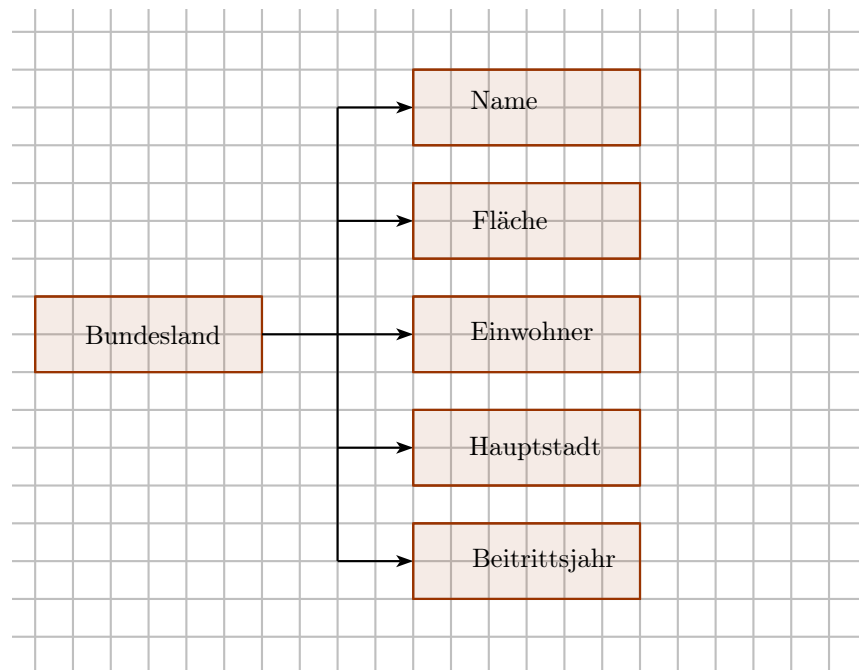 Name
Fläche
Bundesland
Einwohner
Hauptstadt
Beitrittsjahr